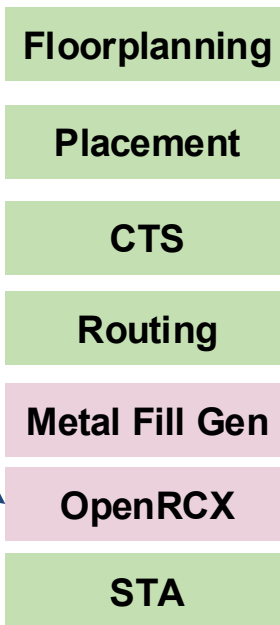 Floorplanning
Placement
CTS
Routing
Metal Fill Gen
OpenRCX
STA